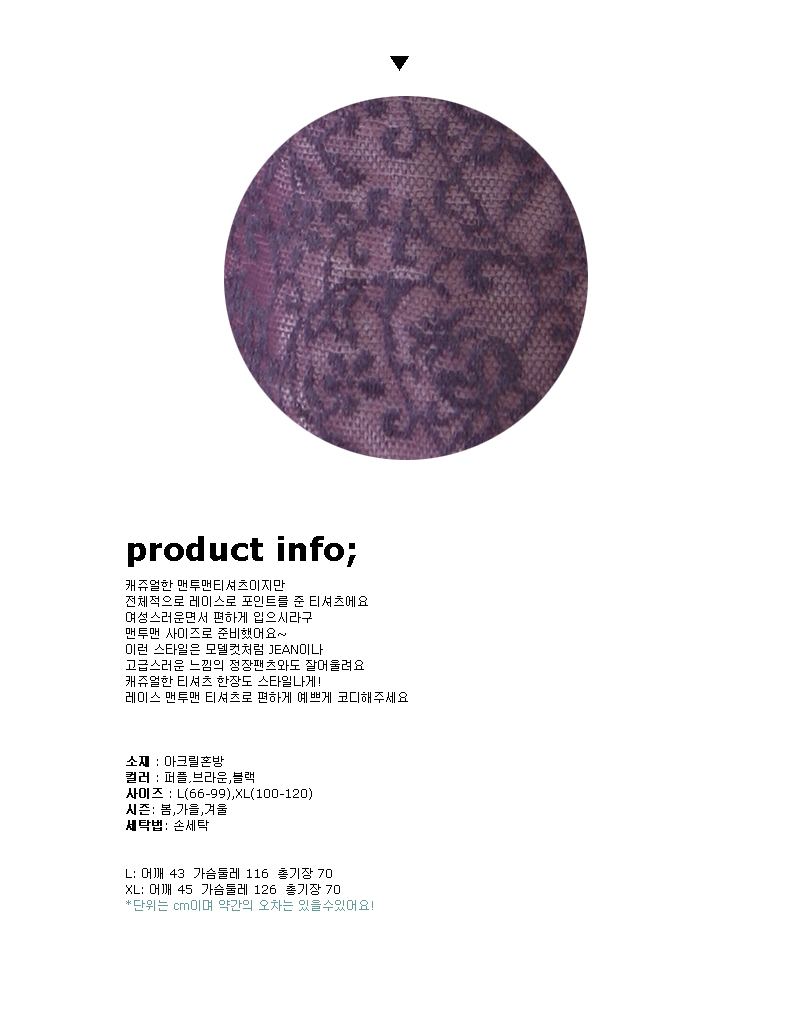 product info;
캐쥬얼한 맨투맨티셔츠이지만
전체적으로 레이스로 포인트를 준 티셔츠에요
여성스러운면서 편하게 입으시라구
맨투맨 사이즈로 준비했어요~
이런 스타일은 모델컷처럼 JEAN이나
고급스러운 느낌의 정장팬츠와도 잘어울려요
캐쥬얼한 티셔츠 한장도 스타일나게!
레이스 맨투맨 티셔츠로 편하게 예쁘게 코디해주세요
소재 : 아크릴혼방
컬러 : 퍼플,브라운,블랙
사이즈 : L(66-99),XL(100-120)
시즌: 봄,가을,겨울
세탁법: 손세탁
L: 어깨 43 가슴둘레 116 총기장 70
XL: 어깨 45 가슴둘레 126 총기장 70
*단위는 cm이며 약간의 오차는 있을수있어요!